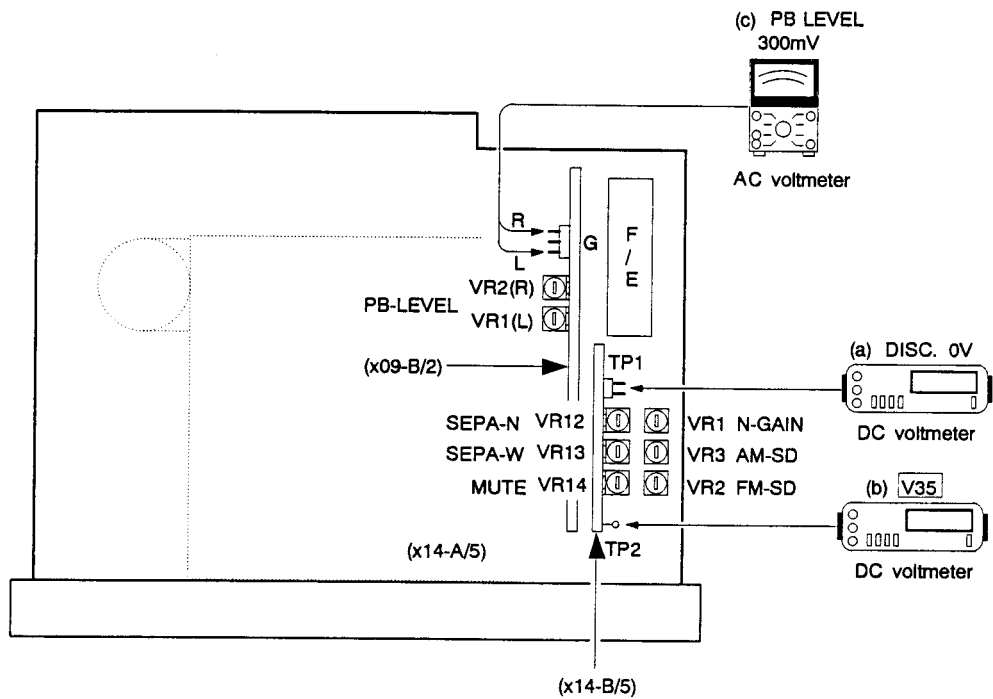 (c) PB LEVEL
300mV
AC voltmeter
R
G
L
F
/
E
PB-LEVEL
VR2(R)
VR1(L)
(x09-B/2)
TP1
(a) DISC. 0V
DC voltmeter
SEPA-N VR12
VR1 N-GAIN
SEPA-W VR13
VR3 AM-SD
MUTE VR14
VR2 FM-SD
(b) V35
DC voltmeter
TP2
(x14-A/5)
(x14-B/5)